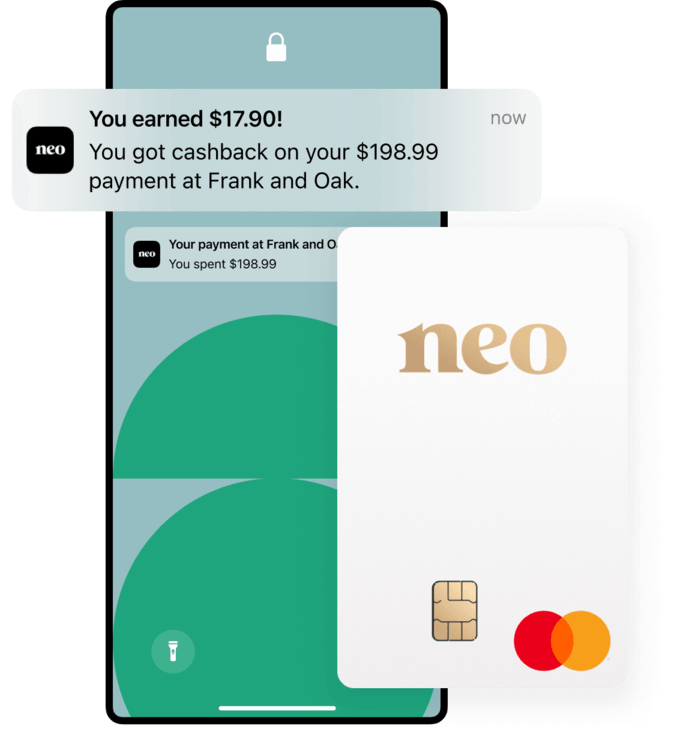 You earned $17.90!
now
neo
You got cashback on your $198.99
payment at Frank and Oak.
neo
Your payment at Frank and O
You spent $198.99
neo